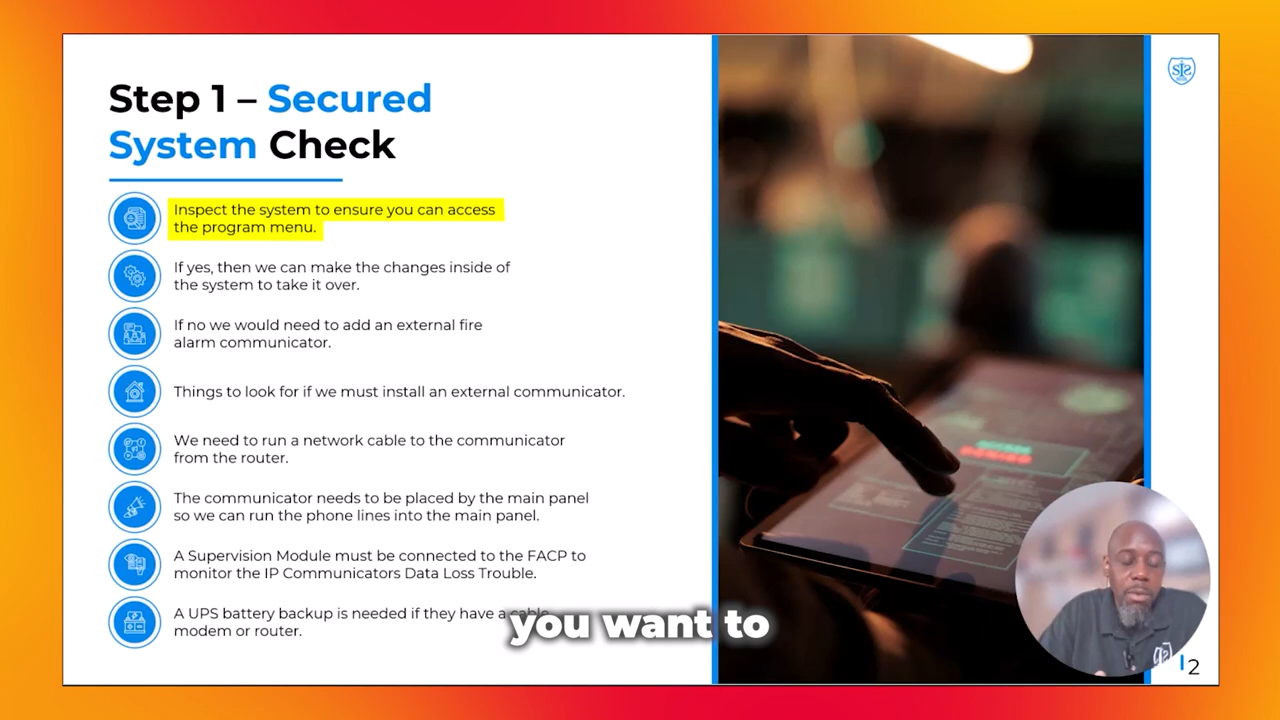 Step 1 – Secured
System Check
Inspect the system to ensure you can access
the program menu.
If yes, then we can make the changes inside of
the system to take it over.
If no we would need to add an external fire
alarm communicator.
Things to look for if we must install an external communicator.
We need to run a network cable to the communicator
from the router.
The communicator needs to be placed by the main panel
so we can run the phone lines into the main panel.
A Supervision Module must be connected to the FACP to
monitor the IP Communicators Data Loss Trouble.
A UPS battery backup is needed if they have a cable
modem or router.
you want to
SIS
2